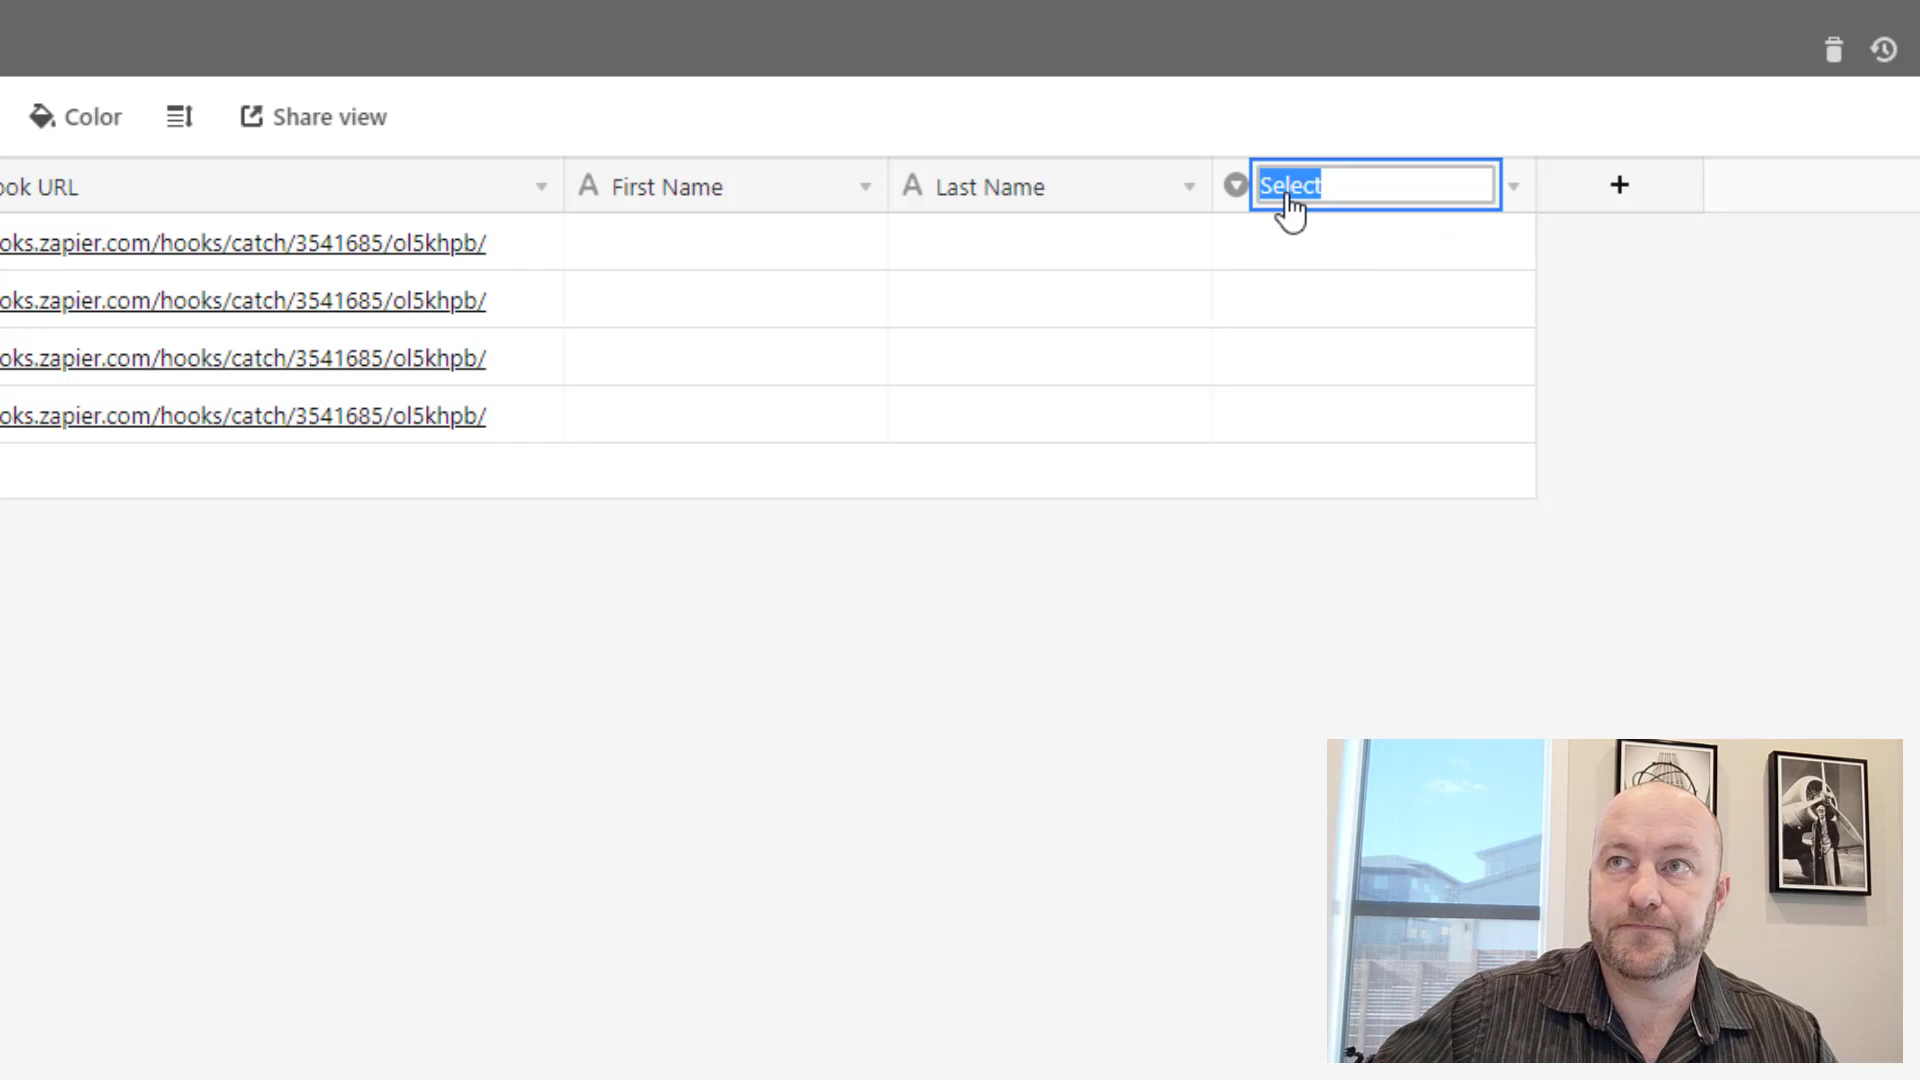 Color
Share view
ook URL
First Name
Last Name
Select
+
oks.zapier.com/hooks/catch/3541685/ol5khpb/
oks.zapier.com/hooks/catch/3541685/ol5khpb/
oks.zapier.com/hooks/catch/3541685/ol5khpb/
oks.zapier.com/hooks/catch/3541685/ol5khpb/